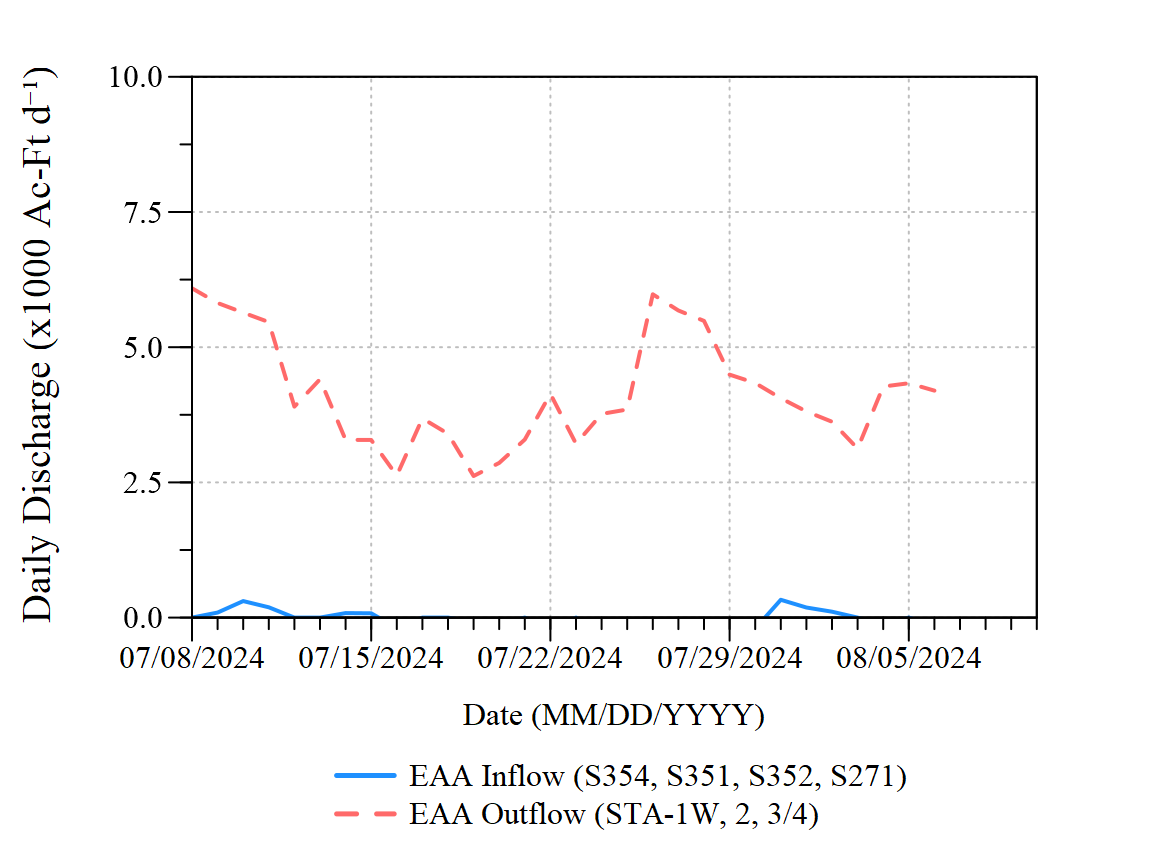 Daily Discharge (x1000 Ac-Ft d⁻¹)
10.0
7.5
5.0
2.5
0.0
07/08/2024 07/15/2024 07/22/2024 07/29/2024 08/05/2024
Date (MM/DD/YYYY)
EAA Inflow (S354, S351, S352, S271)
EAA Outflow (STA-1W, 2, 3/4)